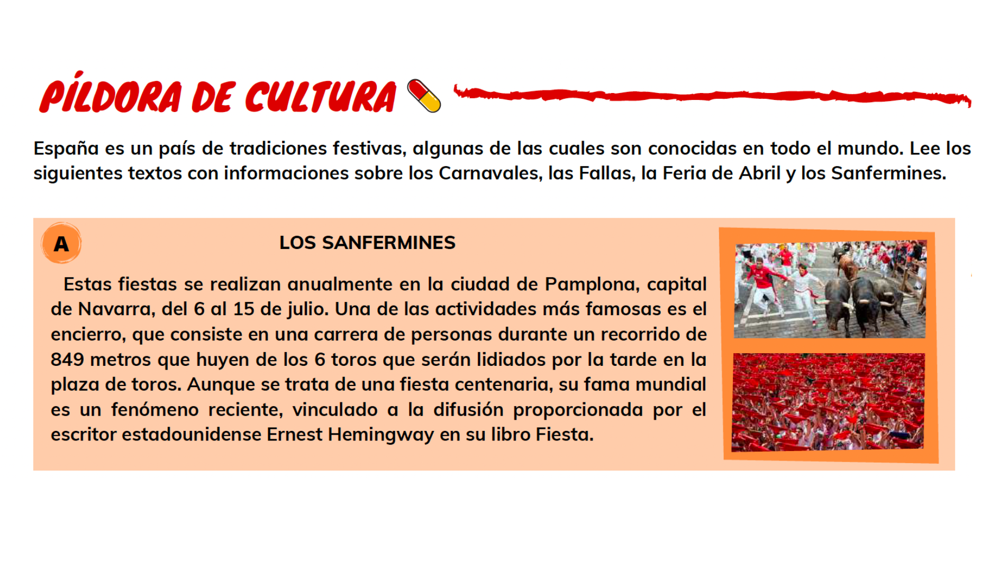 PÍLDORA DE CULTURA
España es un país de tradiciones festivas, algunas de las cuales son conocidas en todo el mundo. Lee los
siguientes textos con informaciones sobre los Carnavales, las Fallas, la Feria de Abril y los Sanfermines.
A
LOS SANFERMINES
Estas fiestas se realizan anualmente en la ciudad de Pamplona, capital
de Navarra, del 6 al 15 de julio. Una de las actividades más famosas es el
encierro, que consiste en una carrera de personas durante un recorrido de
849 metros que huyen de los 6 toros que serán lidiados por la tarde en la
plaza de toros. Aunque se trata de una fiesta centenaria, su fama mundial
es un fenómeno reciente, vinculado a la difusión proporcionada por el
escritor estadounidense Ernest Hemingway en su libro Fiesta.